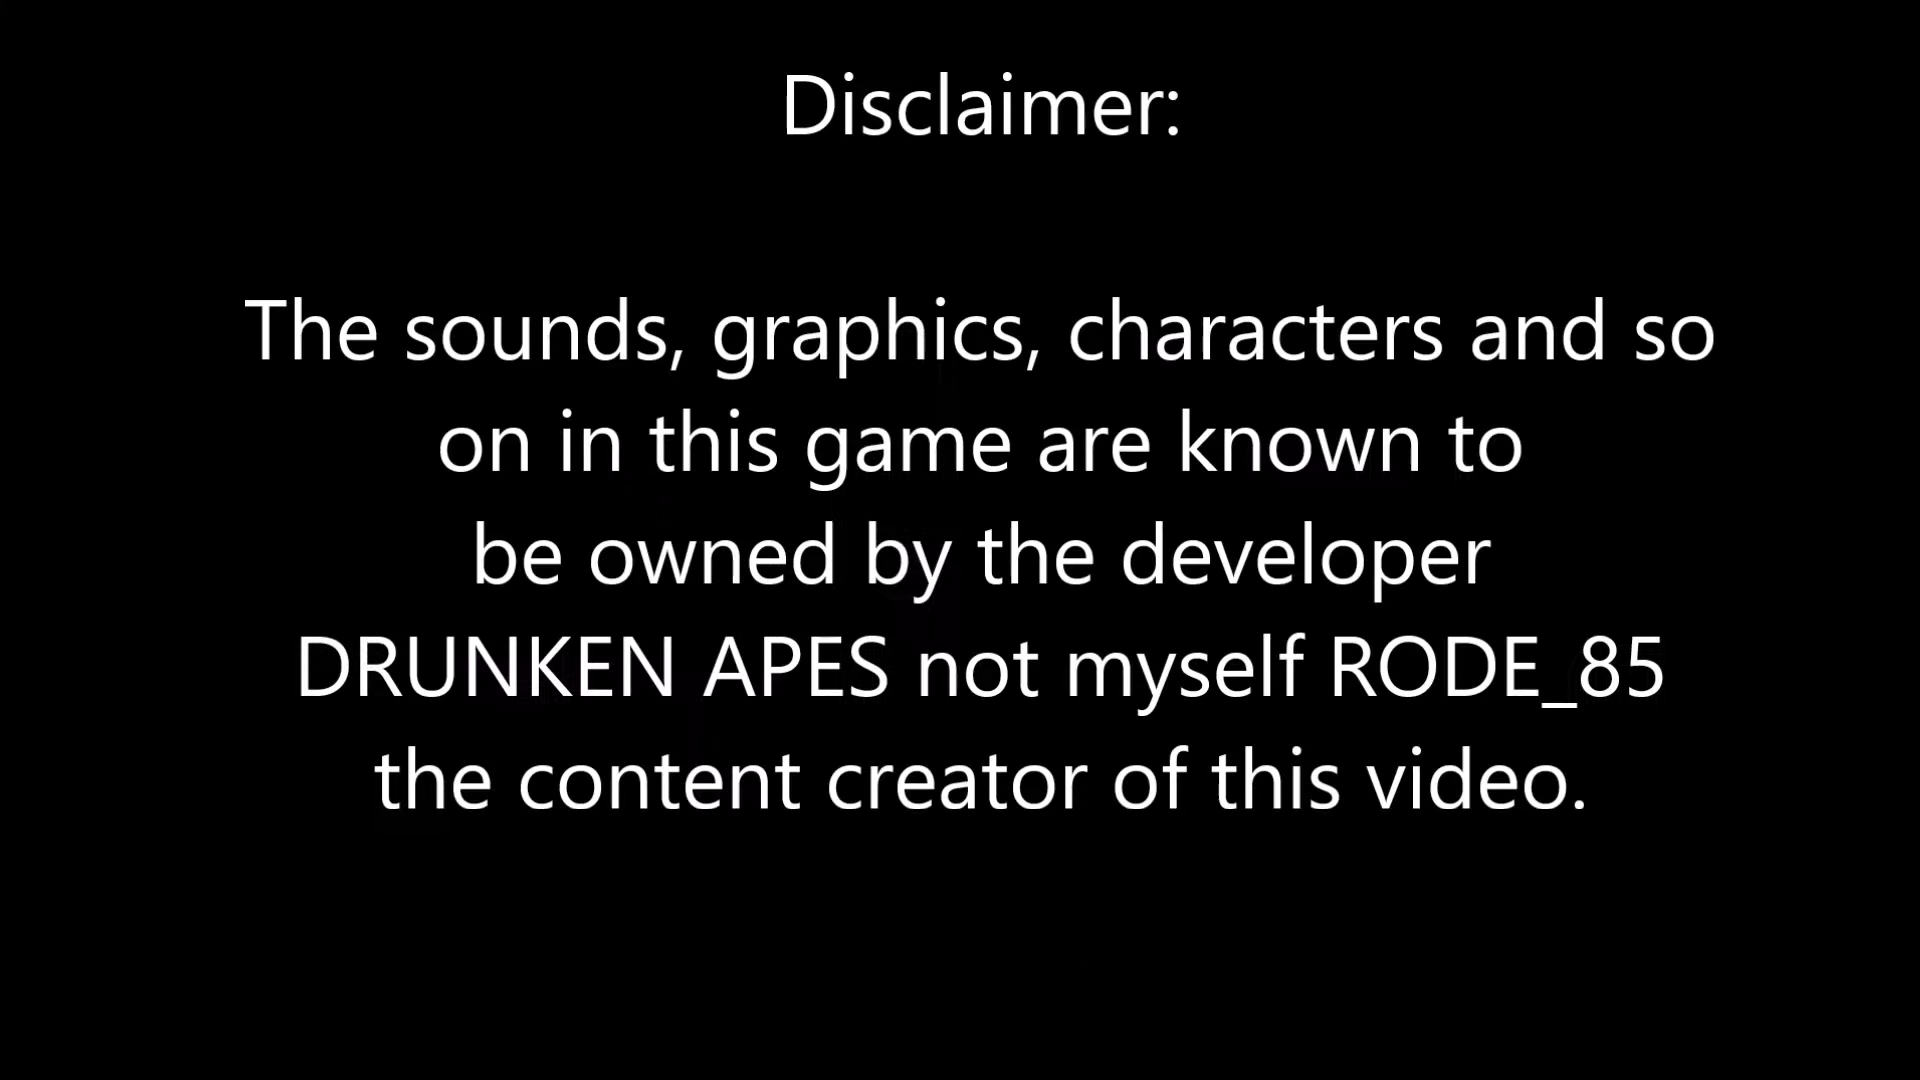 Disclaimer:
The sounds, graphics, characters and so
on in this game are known to
be owned by the developer
DRUNKEN APES not myself RODE_85
the content creator of this video.